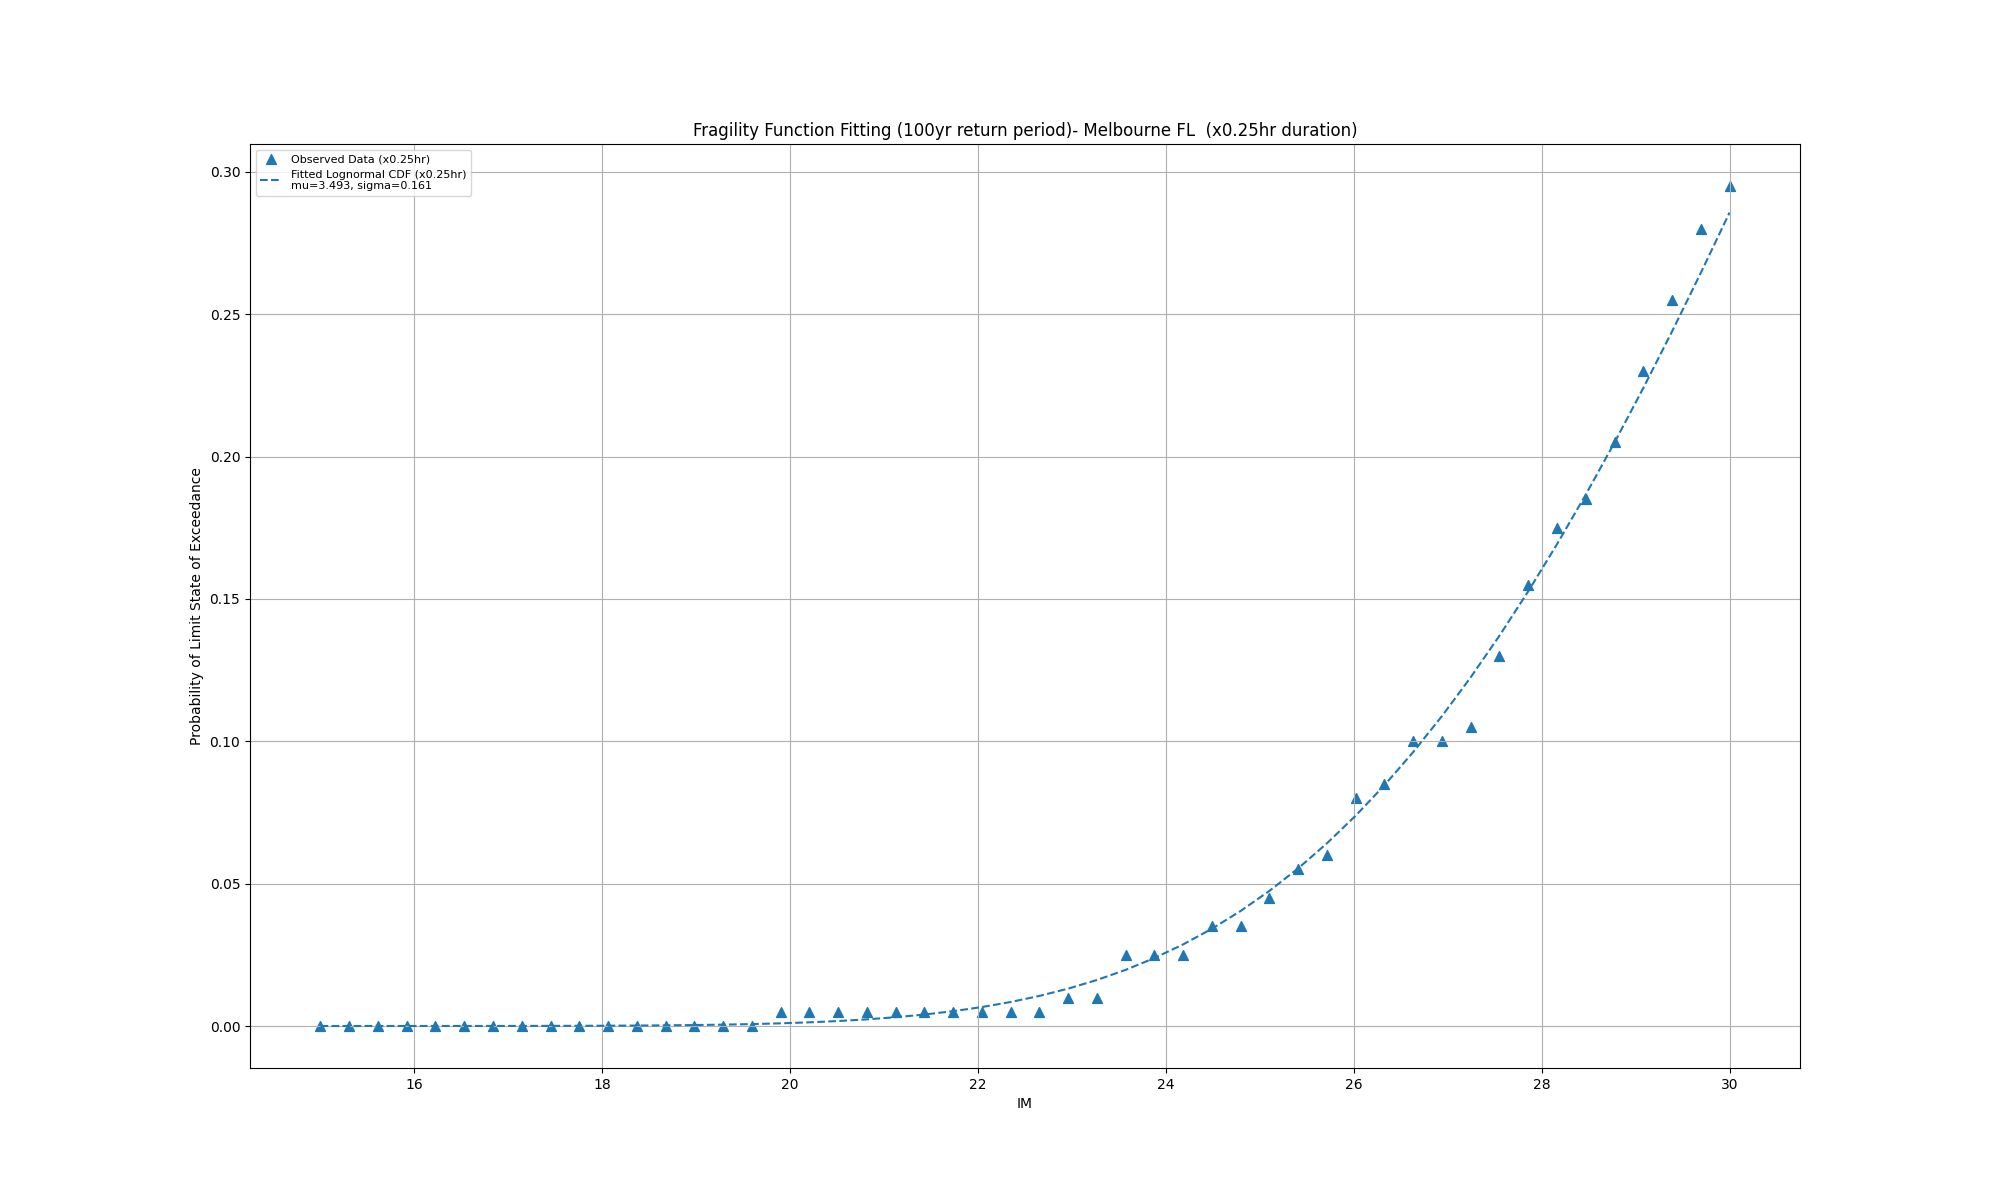 Fragility Function Fitting (100yr return period)- Melbourne FL  (x0.25hr duration)
Observed Data (x0.25hr)
Fitted Lognormal CDF (x0.25hr)
mu=3.493, sigma=0.161
0.30
0.25
0.20
0.15
0.10
0.05
0.00
Probability of Limit State of Exceedance
16 18 20 22 24 26 28 30
IM